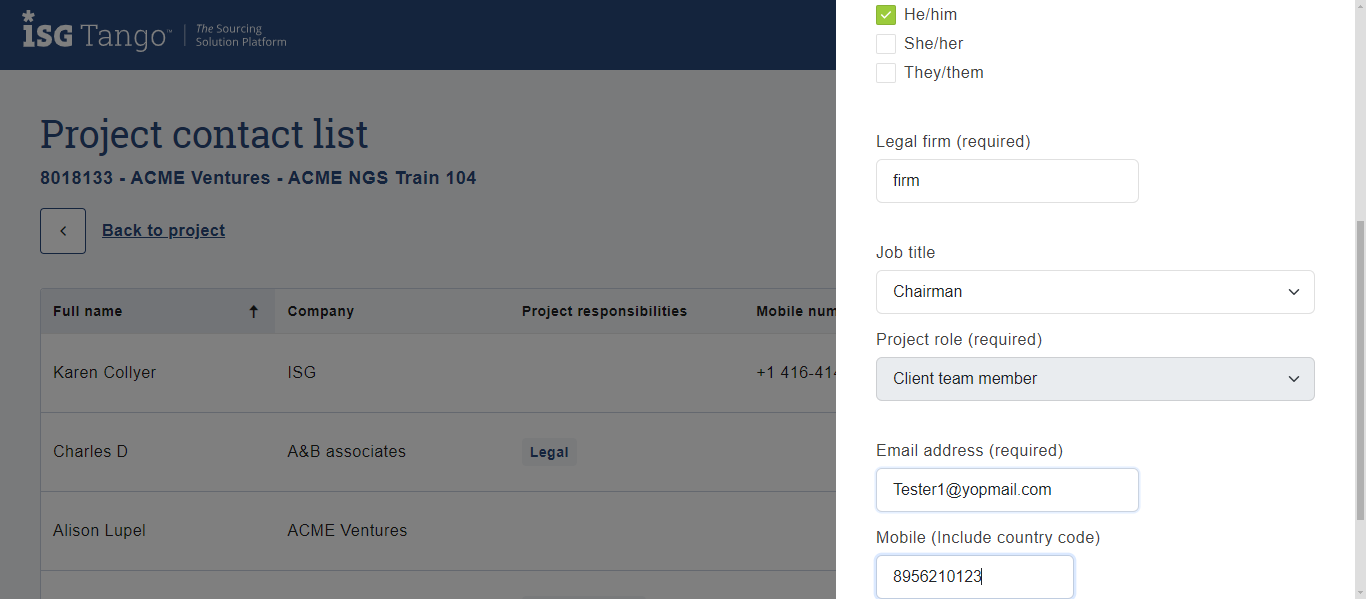 ISG Tango™
The Sourcing
Solution Platform
Project contact list
8018133 - ACME Ventures - ACME NGS Train 104
Back to project
Full name Company Project responsibilities Mobile num
Karen Collyer ISG +1 416-414
Charles D A&B associates Legal
Alison Lupel ACME Ventures
He/him
She/her
They/them
Legal firm (required)
firm
Job title
Chairman
Project role (required)
Client team member
Email address (required)
Tester1@yopmail.com
Mobile (Include country code)
8956210123